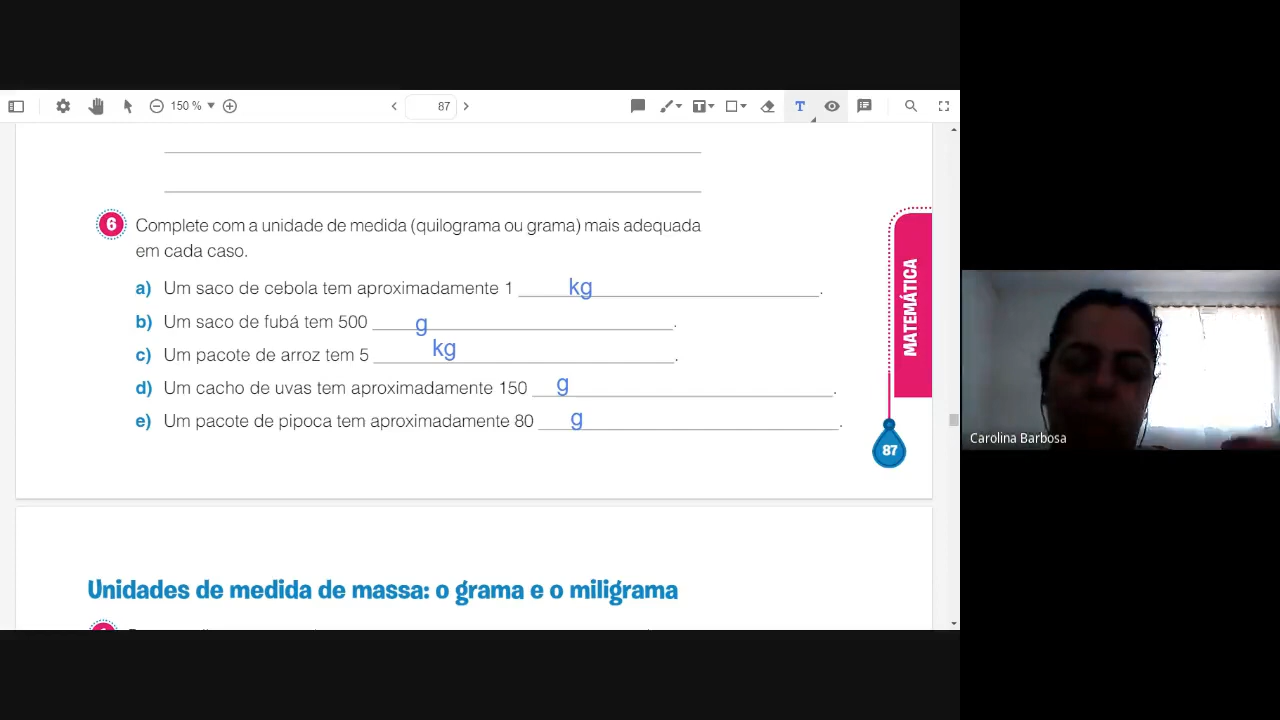 150 %
87
6 Complete com a unidade de medida (quilograma ou grama) mais adequada
em cada caso.
a) Um saco de cebola tem aproximadamente 1 kg.
b) Um saco de fubá tem 500 g.
c) Um pacote de arroz tem 5 kg.
d) Um cacho de uvas tem aproximadamente 150 g.
e) Um pacote de pipoca tem aproximadamente 80 g.
MATEMÁTICA
87
Unidades de medida de massa: o grama e o miligrama
Carolina Barbosa